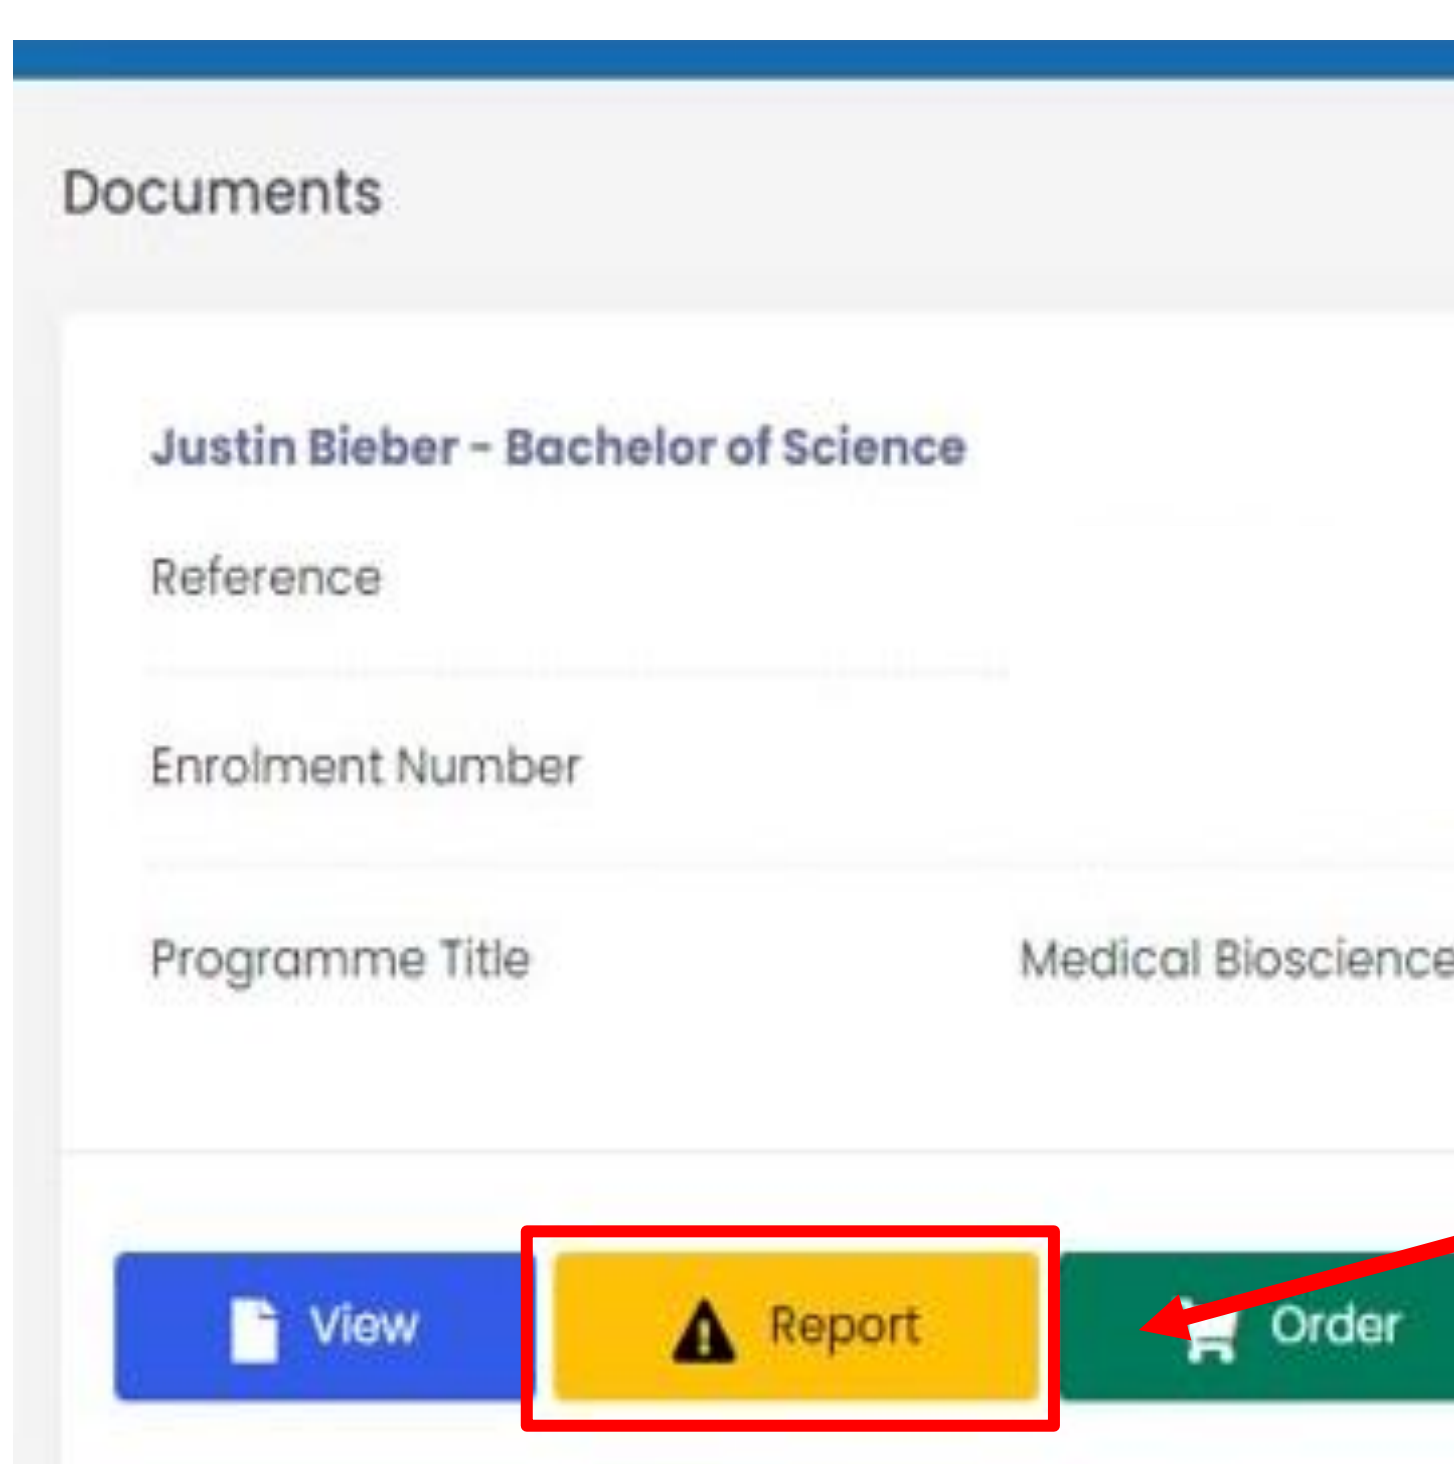 Documents
Justin Bieber - Bachelor of Science
Reference
Enrolment Number
Programme Title Medical Bioscience
View Report Order